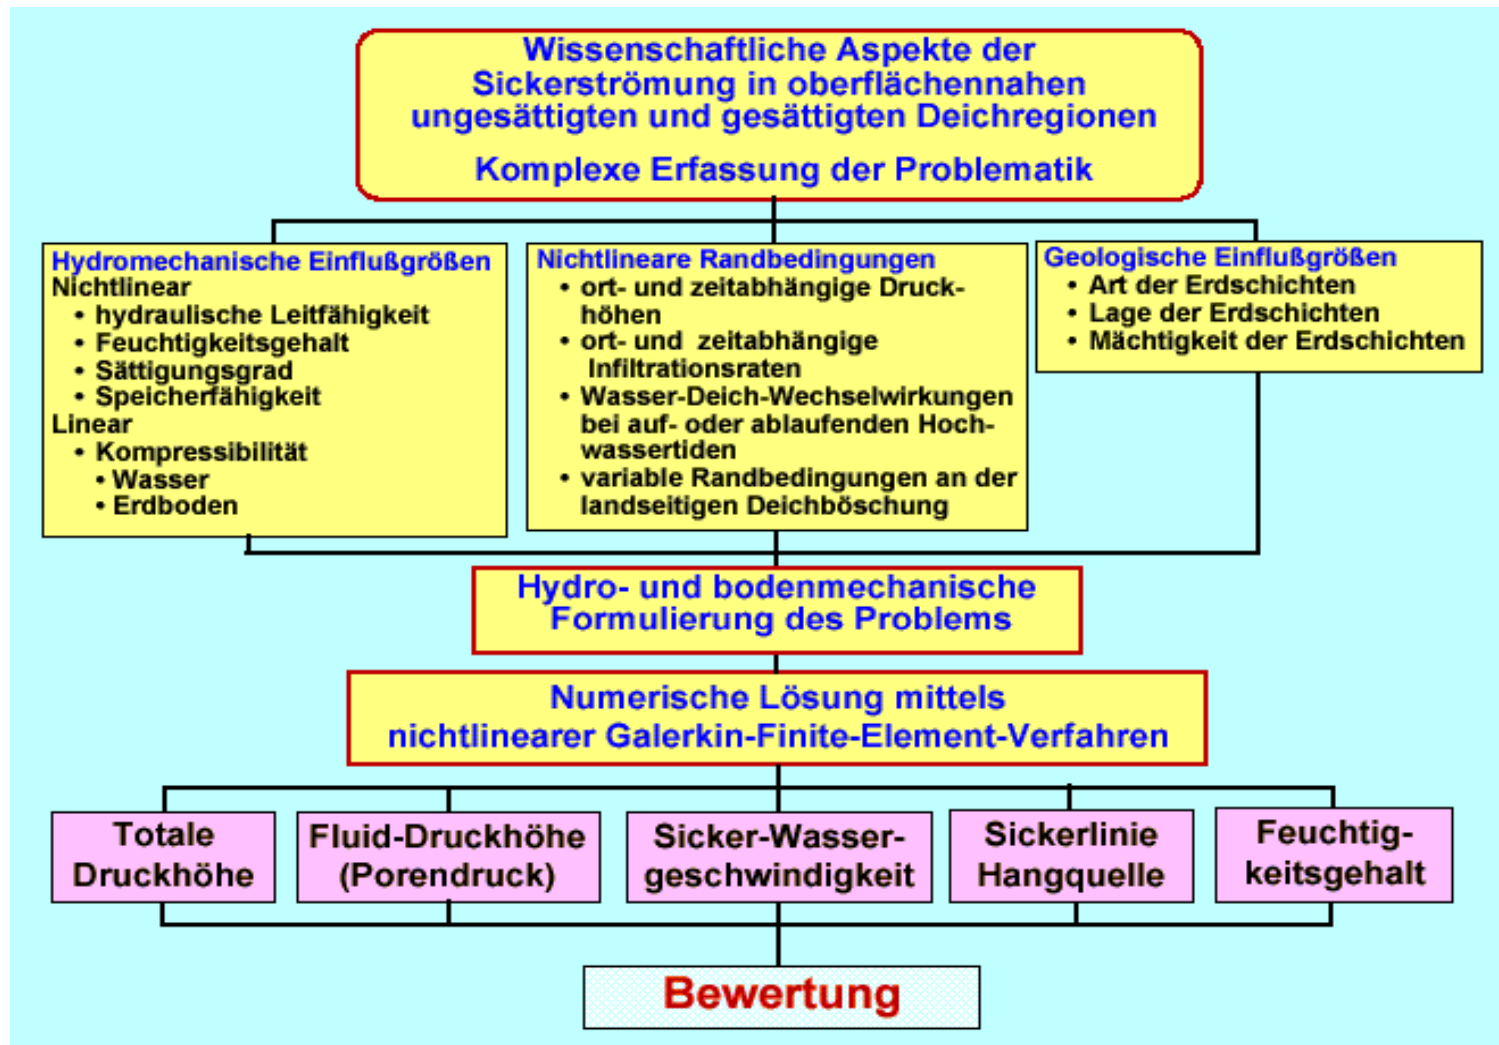 Wissenschaftliche Aspekte der
Sickerströmung in oberflächennahen
ungesättigten und gesättigten Deichregionen
Komplexe Erfassung der Problematik
Hydromechanische Einflußgrößen
Nichtlinear
• hydraulische Leitfähigkeit
• Feuchtigkeitsgehalt
• Sättigungsgrad
• Speicherfähigkeit
Linear
• Kompressibilität
• Wasser
• Erdboden
Nichtlineare Randbedingungen
• ort- und zeitabhängige Druck-
höhen
• ort- und zeitabhängige
Infiltrationsraten
• Wasser-Deich-Wechselwirkungen
bei auf- oder ablaufenden Hoch-
wassertiden
• variable Randbedingungen an der
landseitigen Deichböschung
Geologische Einflußgrößen
• Art der Erdschichten
• Lage der Erdschichten
• Mächtigkeit der Erdschichten
Hydro- und bodenmechanische
Formulierung des Problems
Numerische Lösung mittels
nichtlinearer Galerkin-Finite-Element-Verfahren
Totale
Druckhöhe
Fluid-Druckhöhe
(Porendruck)
Sicker-Wasser-
geschwindigkeit
Sickerlinie
Hangquelle
Feuchtig-
keitsgehalt
Bewertung